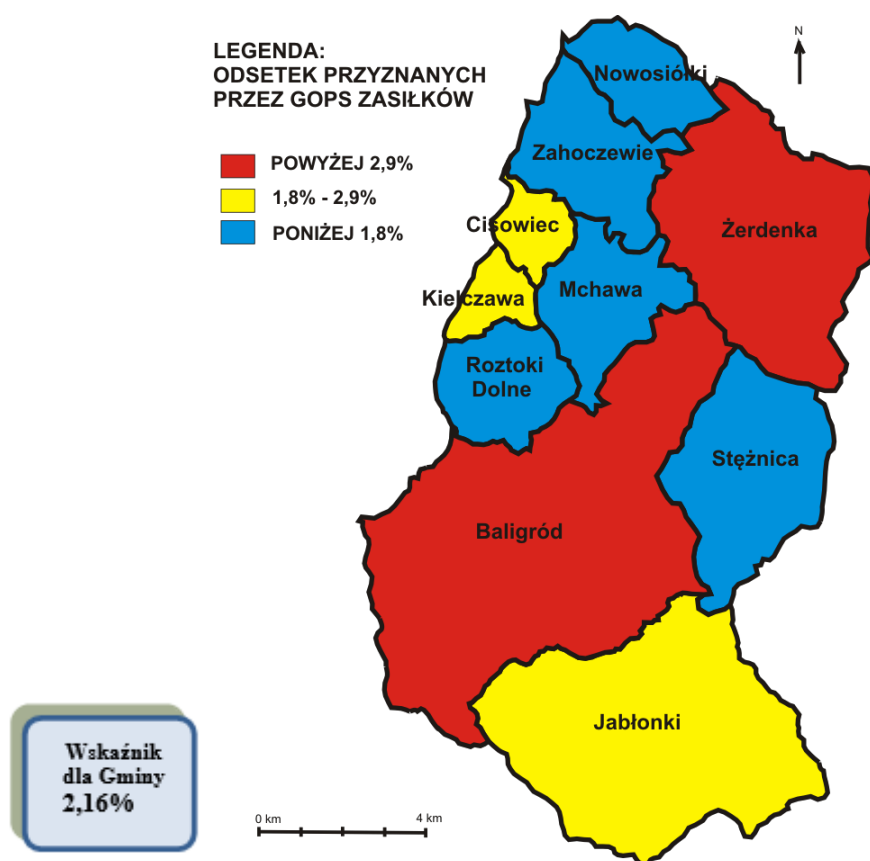 LEGENDA:
ODSETEK PRZYZNANYCH
PRZEZ GOPS ZASIŁKÓW
POWYŻEJ 2,9%
1,8% - 2,9%
PONIŻEJ 1,8%
N
Nowosiółki
Zahoczewie
Cisowiec
Żerdenka
Kielczawa
Mchawa
Roztoki
Dolne
Stężnica
Baligród
Jabłonki
Wskaźnik
dla Gminy
2,16%
0 km
4 km